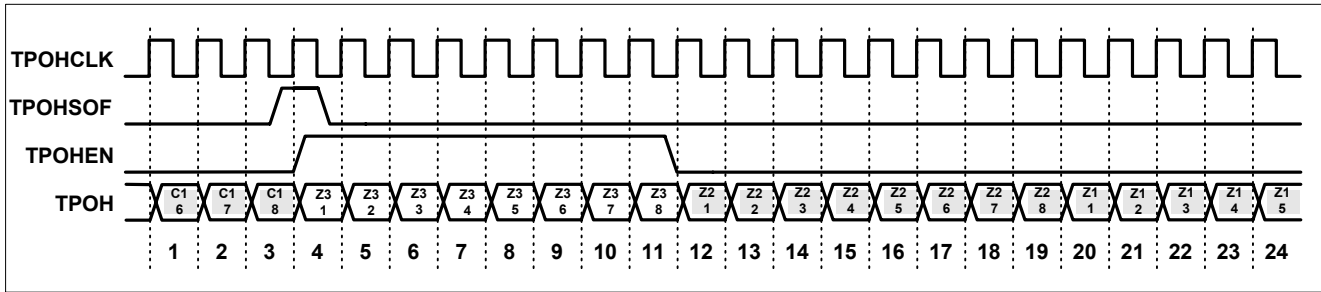 TPOHCLK
TPOHSOF
TPOHEN
TPOH
C1 C1 C1 Z3 Z3 Z3 Z3 Z3 Z3 Z3 Z3 Z2 Z2 Z2 Z2 Z2 Z2 Z2 Z2 Z1 Z1 Z1 Z1 Z1
6 7 8 1 2 3 4 5 6 7 8 1 2 3 4 5 6 7 8 1 2 3 4 5
1 2 3 4 5 6 7 8 9 10 11 12 13 14 15 16 17 18 19 20 21 22 23 24